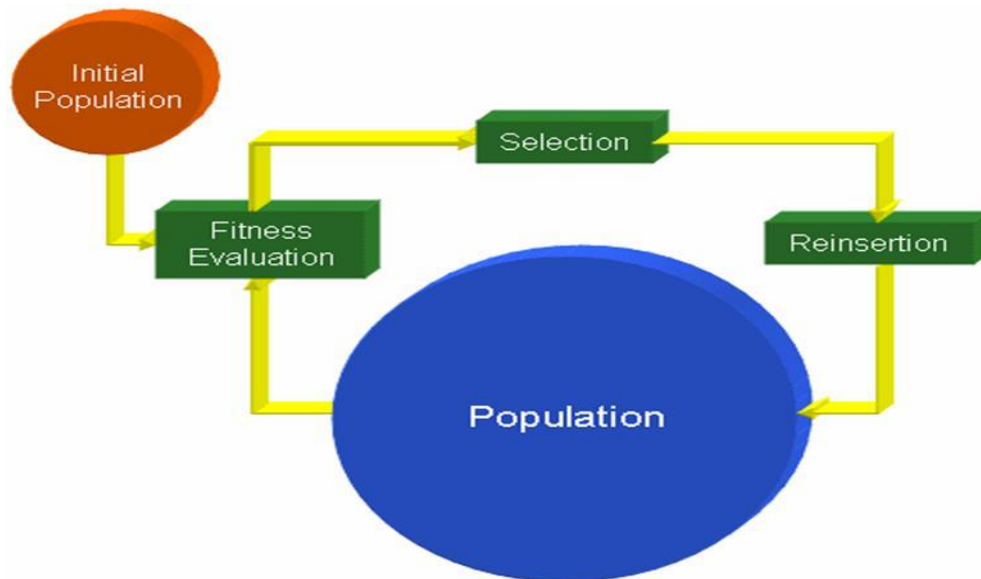 Initial
Population
Selection
Fitness
Evaluation
Reinsertion
Population